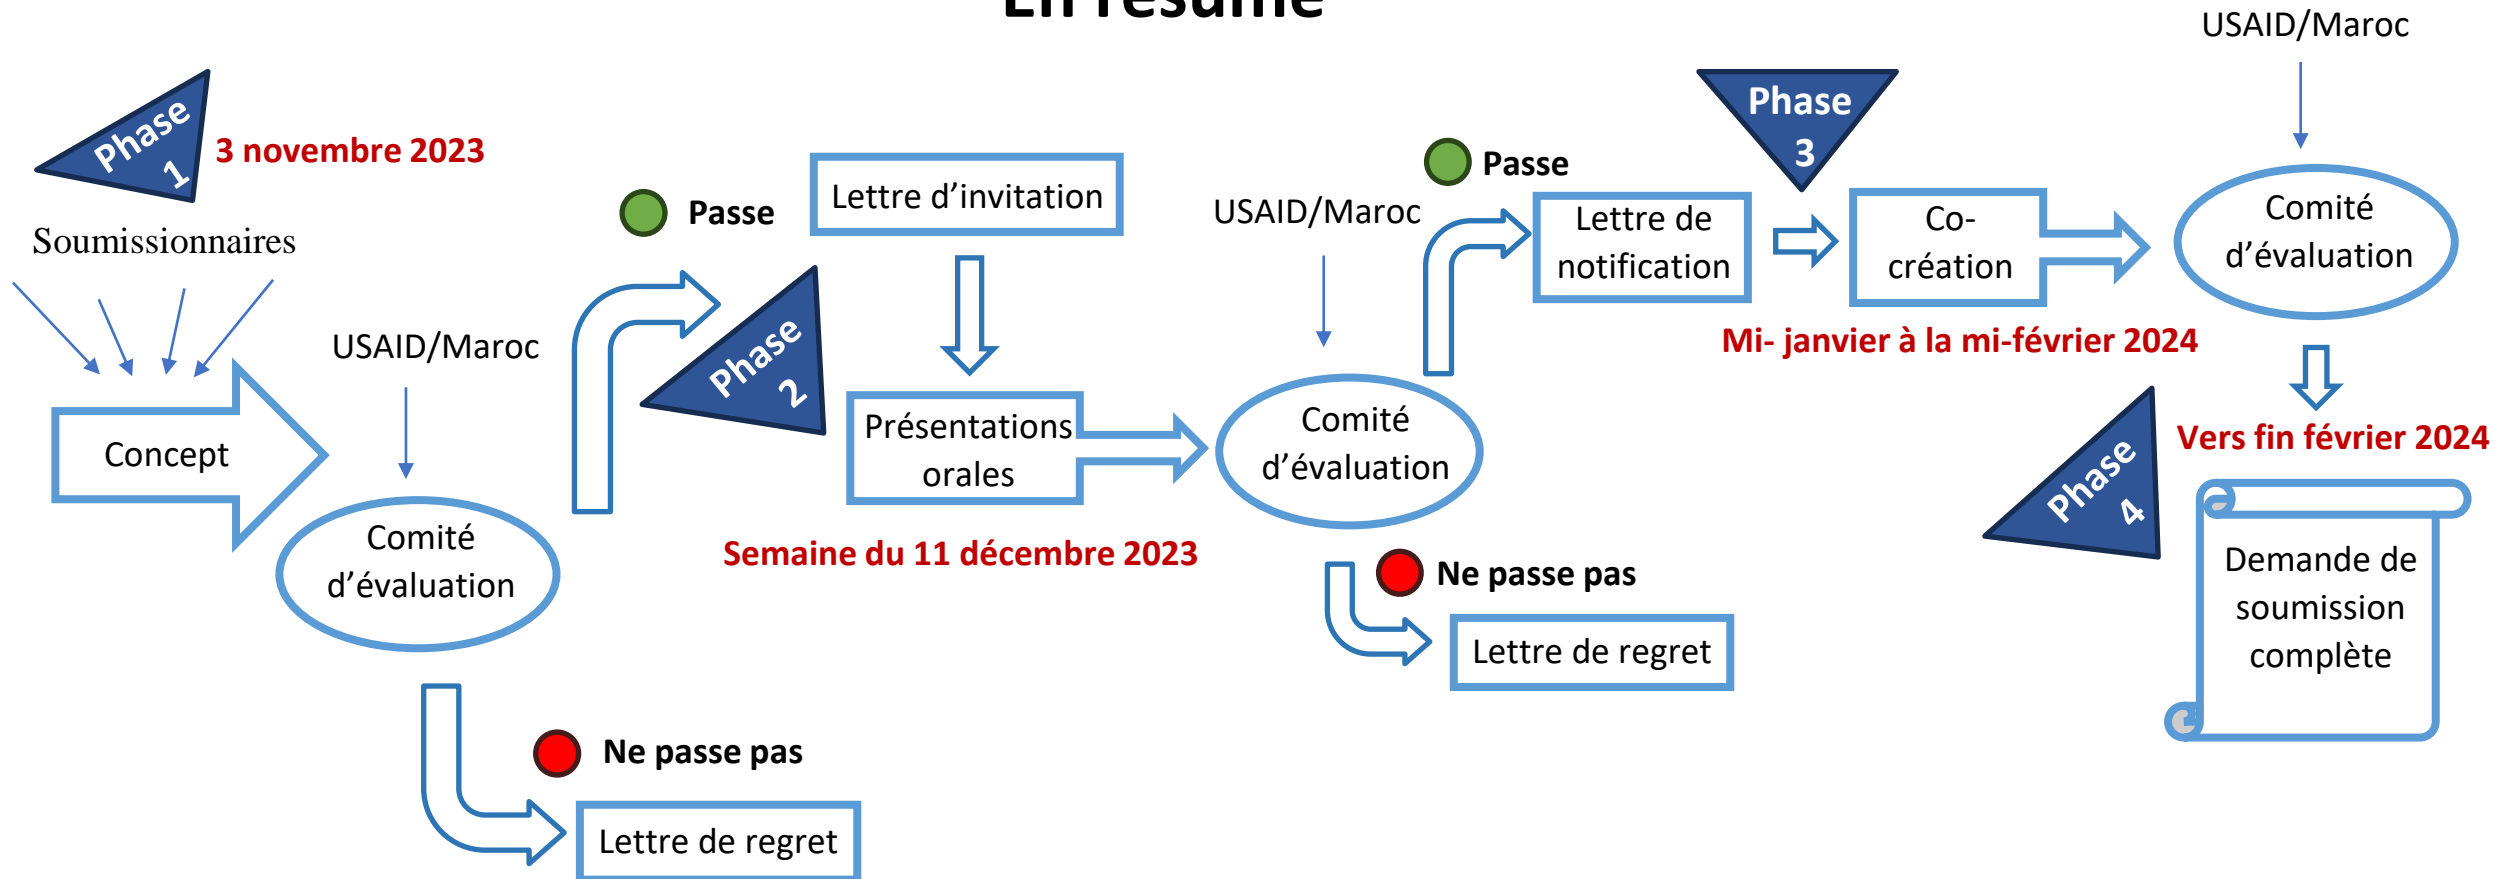 En résumé
Phase
1
3 novembre 2023
Soumissionnaires
Concept
USAID/Maroc
Comité
d’évaluation
Ne passe pas
Lettre de regret
Passe
Phase
2
Lettre d’invitation
Présentations
orales
Semaine du 11 décembre 2023
USAID/Maroc
Comité
d’évaluation
Ne passe pas
Lettre de regret
Passe
Lettre de
notification
Phase
3
Co-
création
Mi- janvier à la mi-février 2024
USAID/Maroc
Comité
d’évaluation
Phase
4
Vers fin février 2024
Demande de
soumission
complète